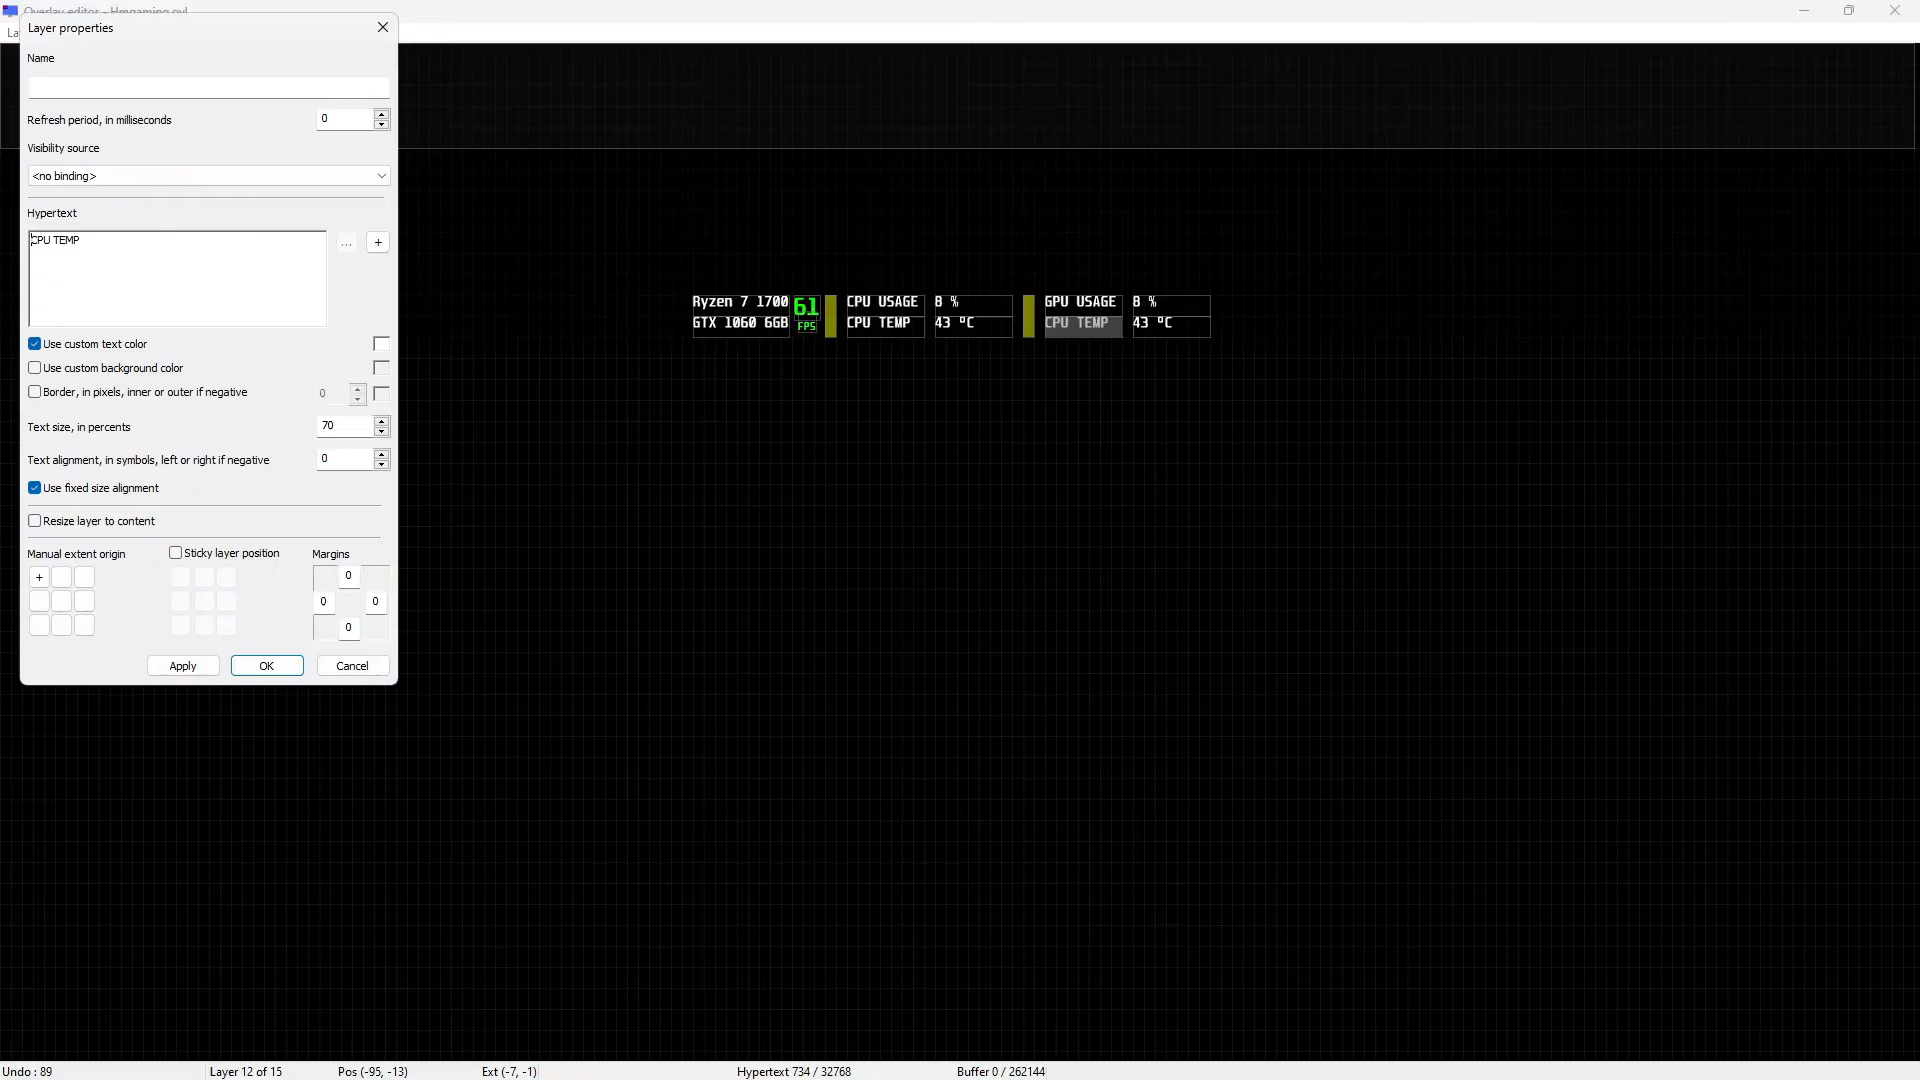 Overlay editor - Hmgaming.ovl
La
Layer properties
Name
Refresh period, in milliseconds
0
Visibility source
<no binding>
Hypertext
CPU TEMP
...
+
Use custom text color
Use custom background color
Border, in pixels, inner or outer if negative
0
Text size, in percents
70
Text alignment, in symbols, left or right if negative
0
Use fixed size alignment
Resize layer to content
Manual extent origin
Sticky layer position
Margins
+
0
0
0
0
Apply
OK
Cancel
Ryzen 7 1700
61
CPU USAGE
8 %
GPU USAGE
8 %
GTX 1060 6GB
FPS
CPU TEMP
43 °C
CPU TEMP
43 °C
Undo : 89
Layer 12 of 15
Pos (-95, -13)
Ext (-7, -1)
Hypertext 734 / 32768
Buffer 0 / 262144